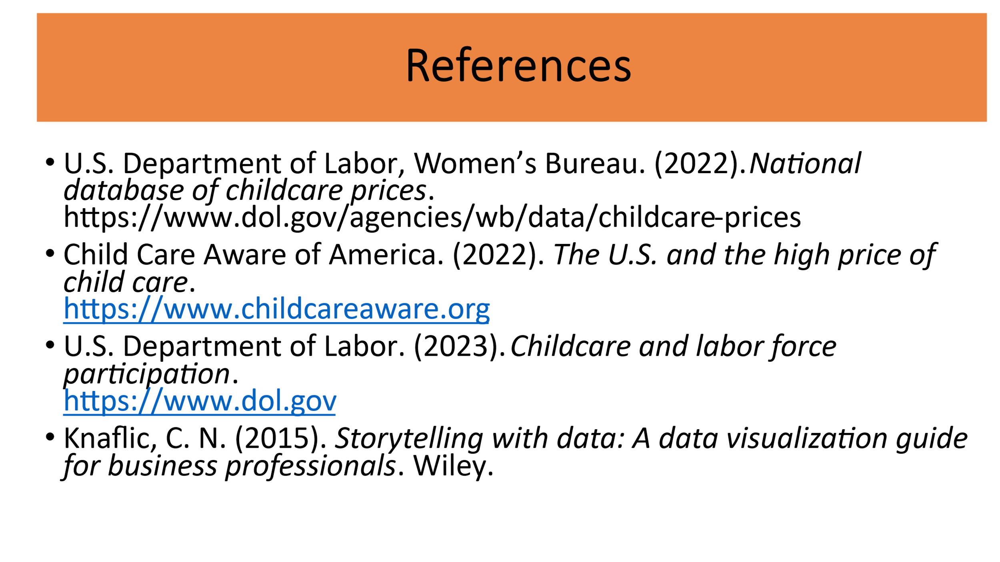 References
• U.S. Department of Labor, Women’s Bureau. (2022). National
database of childcare prices.
https://www.dol.gov/agencies/wb/data/childcare-prices
• Child Care Aware of America. (2022). The U.S. and the high price of
child care.
https://www.childcareaware.org
• U.S. Department of Labor. (2023). Childcare and labor force
participation.
https://www.dol.gov
• Knaflic, C. N. (2015). Storytelling with data: A data visualization guide
for business professionals. Wiley.